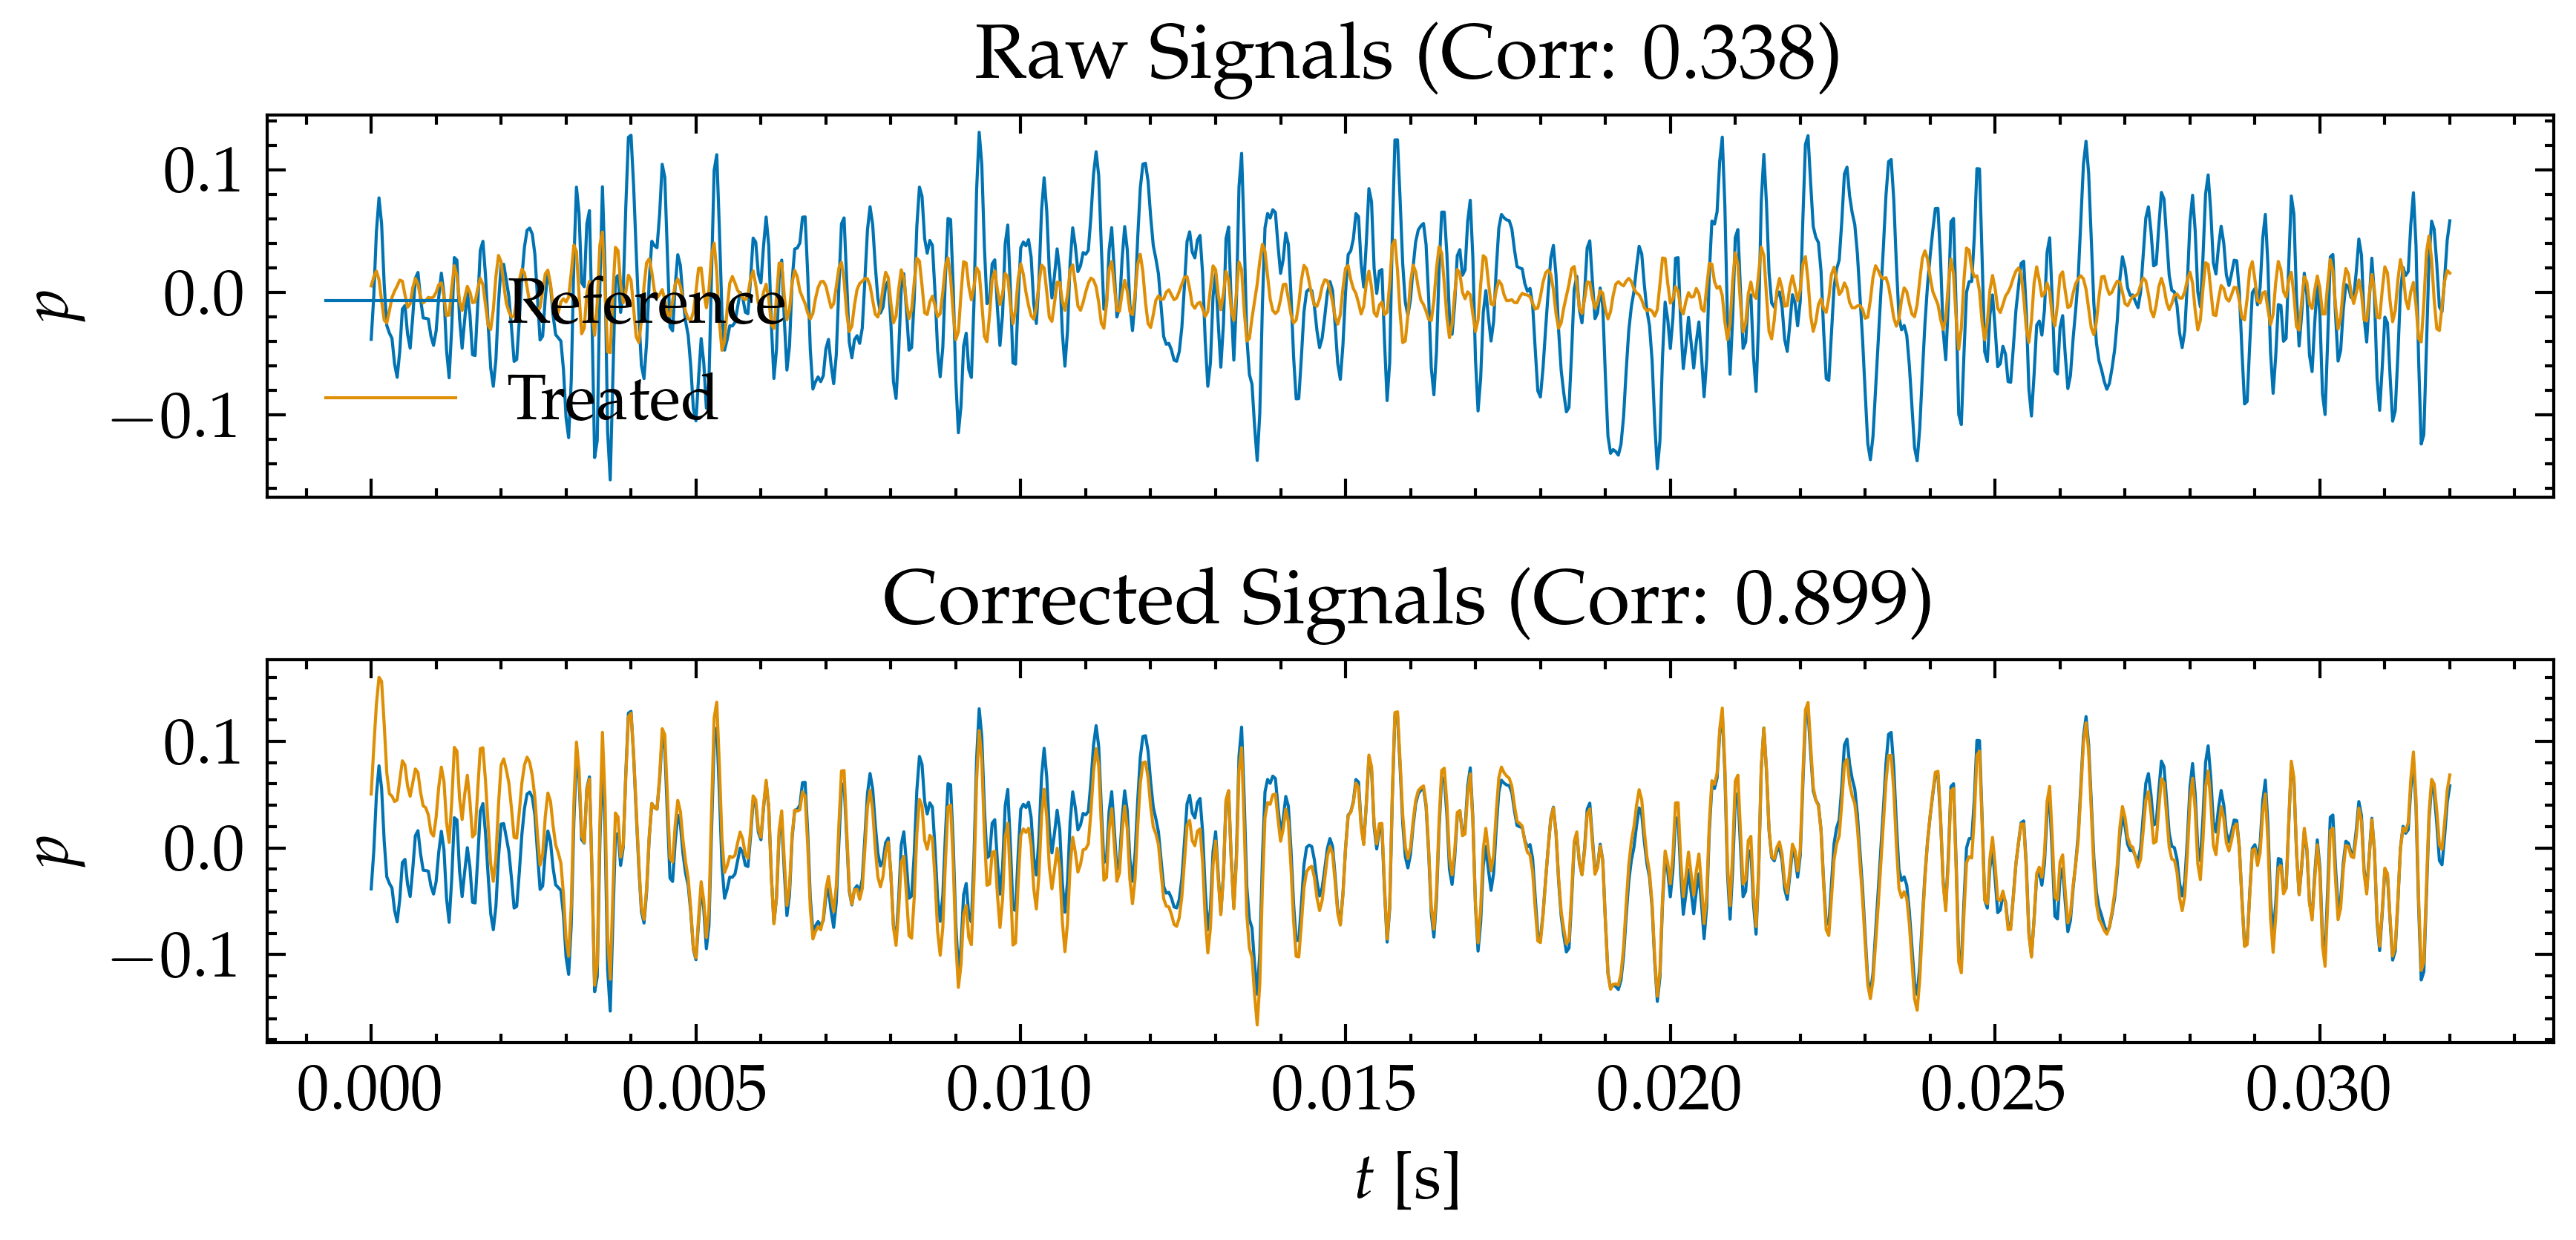 Raw Signals (Corr: 0.338)
0.1
0.0
−0.1
p
Reference
Treated
Corrected Signals (Corr: 0.899)
0.1
0.0
−0.1
p
0.000 0.005 0.010 0.015 0.020 0.025 0.030
t [s]